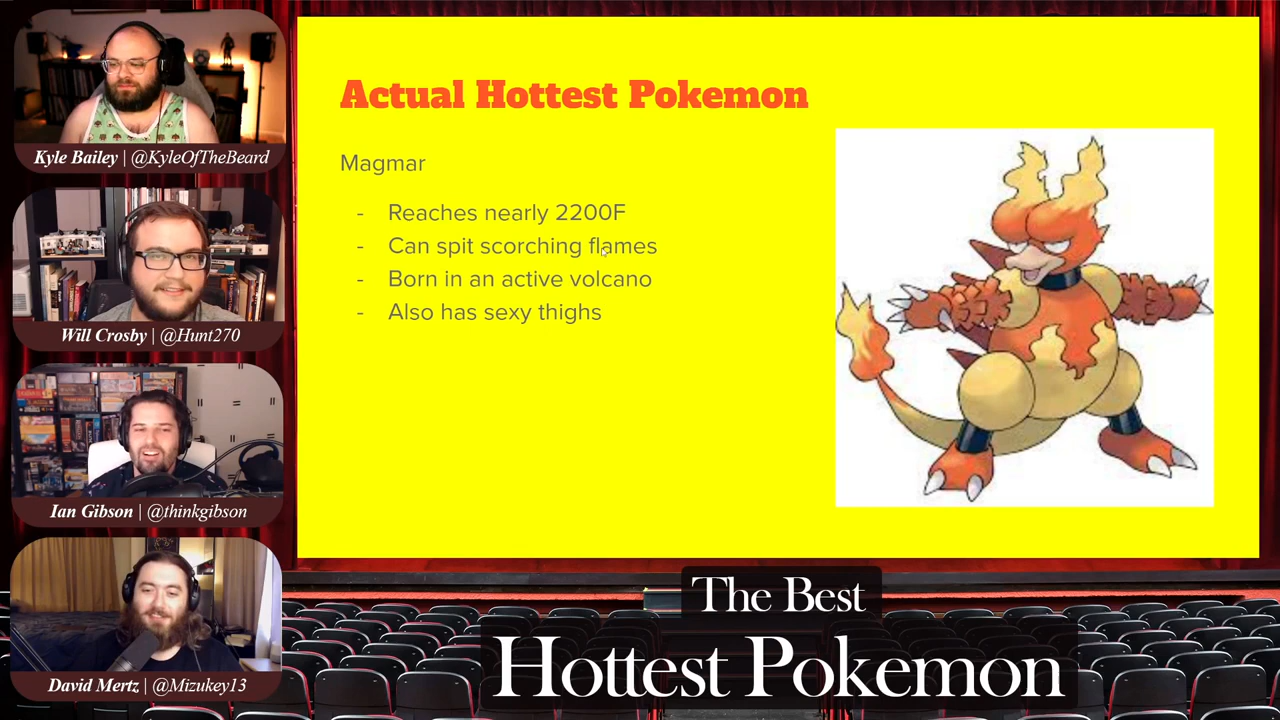 Kyle Bailey | @KyleOfTheBeard
Will Crosby | @Hunt270
Ian Gibson | @thinkgibson
David Mertz | @Mizukey13
Actual Hottest Pokemon
Magmar
- Reaches nearly 2200F
- Can spit scorching flames
- Born in an active volcano
- Also has sexy thighs
The Best
Hottest Pokemon